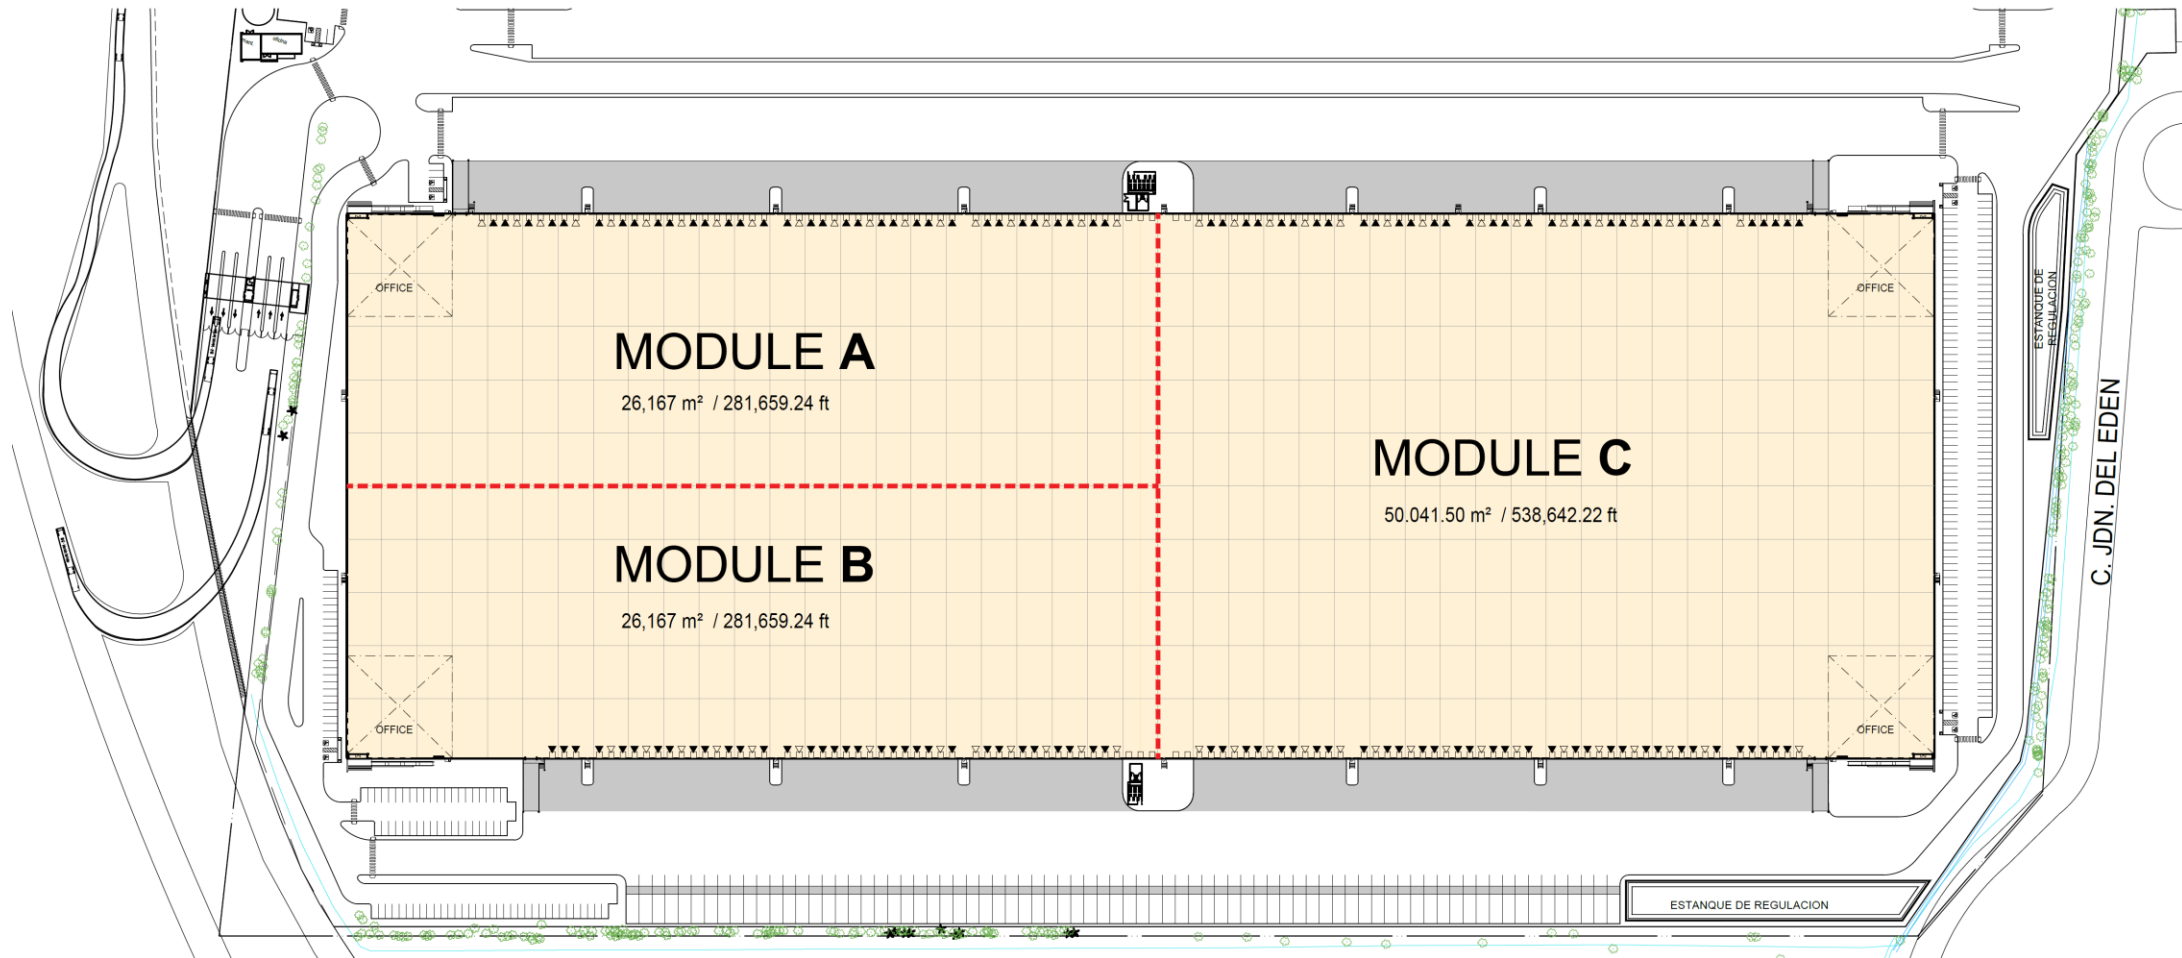 OFFICE
OFFICE
MODULE A
26,167 m² / 281,659.24 ft
MODULE C
50.041.50 m² / 538,642.22 ft
MODULE B
26,167 m² / 281,659.24 ft
OFFICE
OFFICE
ESTANQUE DE
REGULACION
C. JDN. DEL EDEN
ESTANQUE DE REGULACION